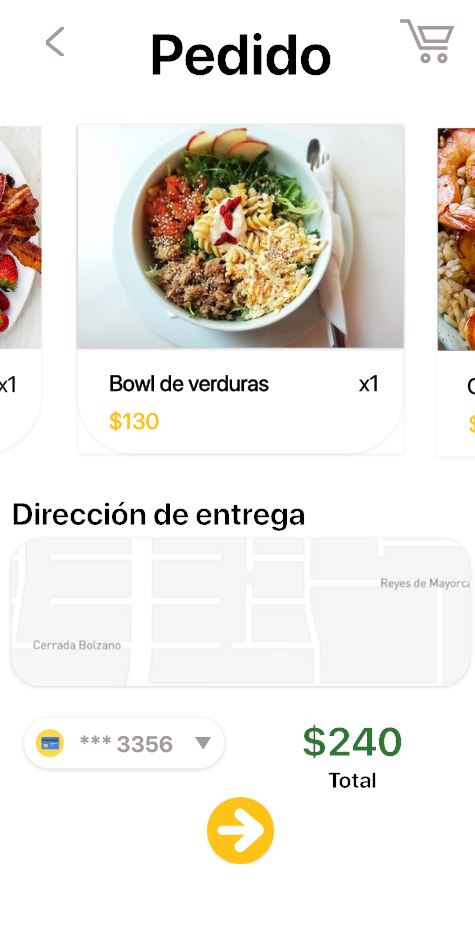 Pedido
x1
Bowl de verduras x1
$130
Dirección de entrega
Reyes de Mayorca
Cerrada Bolzano
*** 3356
$240
Total